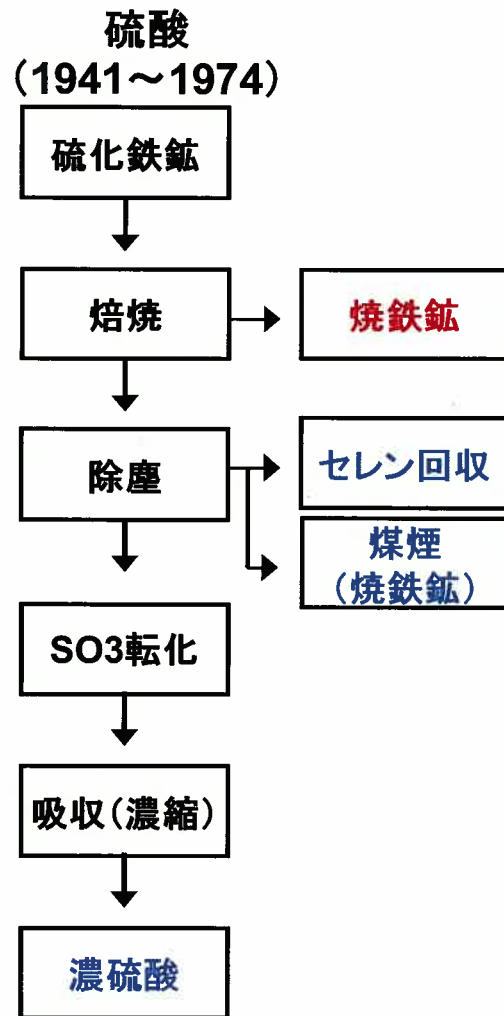 硫酸
(1941～1974)
硫化鉄鉱
焙焼
焼鉄鉱
除塵
セレン回収
煤煙
(焼鉄鉱)
SO3転化
吸収(濃縮)
濃硫酸